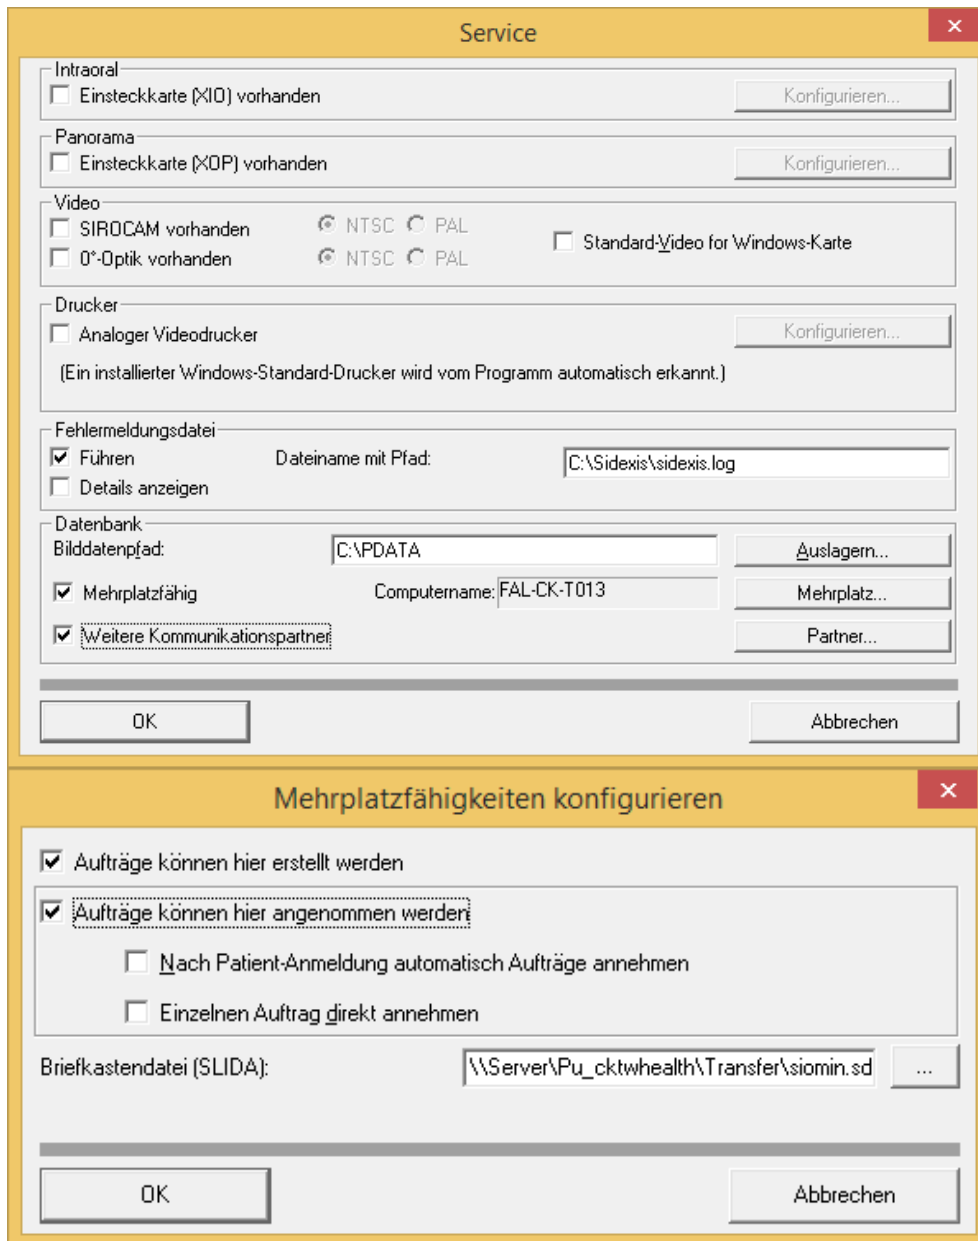 Service
Intraoral
Einsteckkarte (XIO) vorhanden Konfigurieren...
Panorama
Einsteckkarte (XOP) vorhanden Konfigurieren...
Video
SIROCAM vorhanden NTSC PAL
0°-Optik vorhanden NTSC PAL
Standard-Video for Windows-Karte
Drucker
Analoger Videodrucker Konfigurieren...
(Ein installierter Windows-Standard-Drucker wird vom Programm automatisch erkannt.)
Fehlermeldungsdatei
Führen Dateiname mit Pfad: C:\Sidexis\sidexis.log
Details anzeigen
Datenbank
Bilddatenpfad: C:\PDATA Auslagern...
Mehrplatzfähig Computername: FAL-CK-T013 Mehrplatz...
Weitere Kommunikationspartner Partner...
OK Abbrechen
Mehrplatzfähigkeiten konfigurieren
Aufträge können hier erstellt werden
Aufträge können hier angenommen werden
Nach Patient-Anmeldung automatisch Aufträge annehmen
Einzelnen Auftrag direkt annehmen
Briefkastendatei (SLIDA): \\Server\Pu_cktwhealth\Transfer\siomin.sd ...
OK Abbrechen